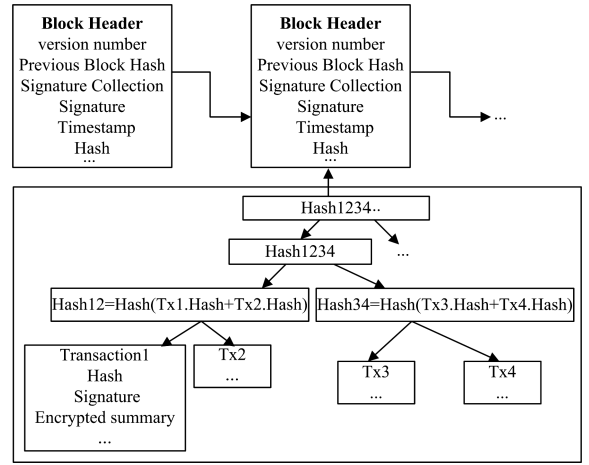 Block Header
version number
Previous Block Hash
Signature Collection
Signature
Timestamp
Hash
...
Block Header
version number
Previous Block Hash
Signature Collection
Signature
Timestamp
Hash
...
...
Hash1234..
Hash1234
...
Hash12=Hash(Tx1.Hash+Tx2.Hash)
Hash34=Hash(Tx3.Hash+Tx4.Hash)
Transaction1
Hash
Signature
Encrypted summary
...
Tx2
...
Tx3
...
Tx4
...